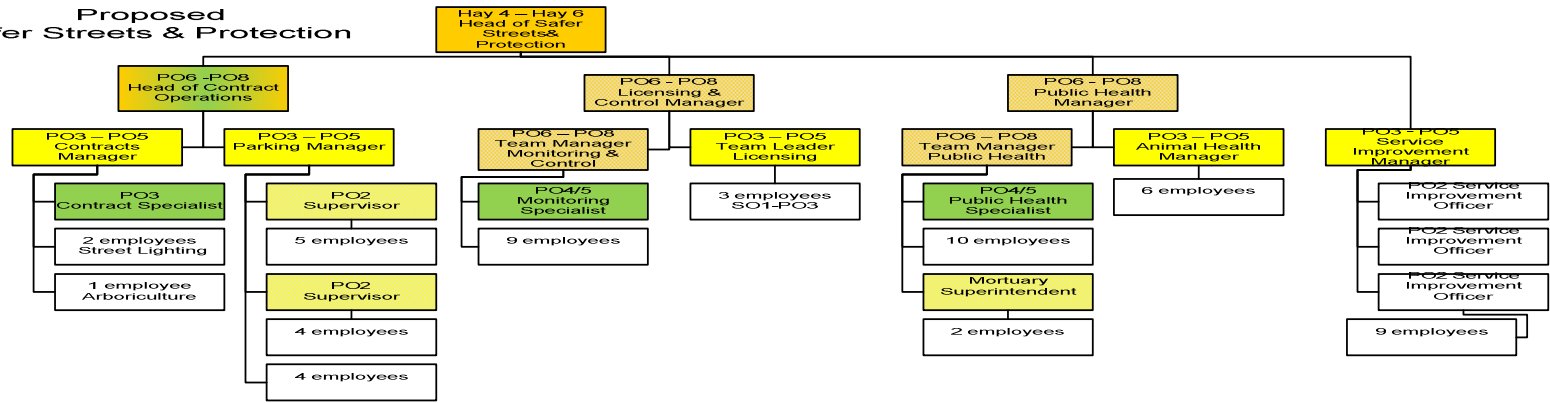 Proposed
fer Streets & Protection
Hay 4 – Hay 6
Head of Safer
Streets&
Protection
PO6 -PO8
Head of Contract
Operations
PO6 - PO8
Licensing &
Control Manager
PO6 - PO8
Public Health
Manager
PO3 – PO5
Contracts
Manager
PO3 – PO5
Parking Manager
PO6 – PO8
Team Manager
Monitoring &
Control
PO3 – PO5
Team Leader
Licensing
PO6 – PO8
Team Manager
Public Health
PO3 – PO5
Animal Health
Manager
PO3 - PO5
Service
Improvement
Manager
PO3
Contract Specialist
2 employees
Street Lighting
1 employee
Arboriculture
PO2
Supervisor
5 employees
PO2
Supervisor
4 employees
4 employees
PO4/5
Monitoring
Specialist
9 employees
3 employees
SO1-PO3
PO4/5
Public Health
Specialist
10 employees
Mortuary
Superintendent
2 employees
6 employees
PO2 Service
Improvement
Officer
PO2 Service
Improvement
Officer
PO2 Service
Improvement
Officer
9 employees